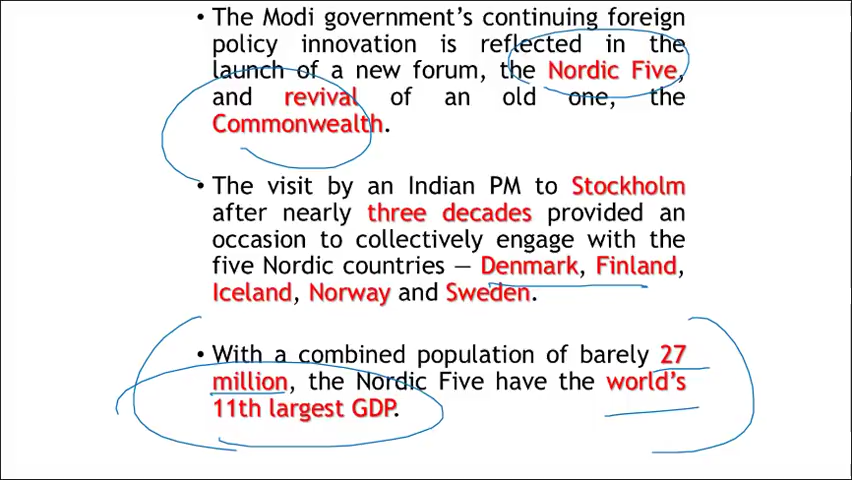 • The Modi government's continuing foreign
policy innovation is reflected in the
launch of a new forum, the Nordic Five,
and revival of an old one, the
Commonwealth.
• The visit by an Indian PM to Stockholm
after nearly three decades provided an
occasion to collectively engage with the
five Nordic countries — Denmark, Finland,
Iceland, Norway and Sweden.
• With a combined population of barely 27
million, the Nordic Five have the world's
11th largest GDP.